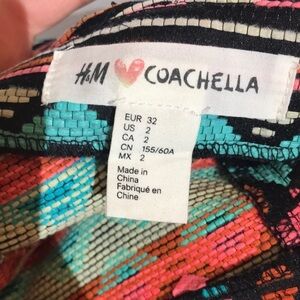 H&M COACHELLA
EUR 32
US 2
CA 2
CN 155/60A
MX 2
Made in
China
Fabriqué en
Chine